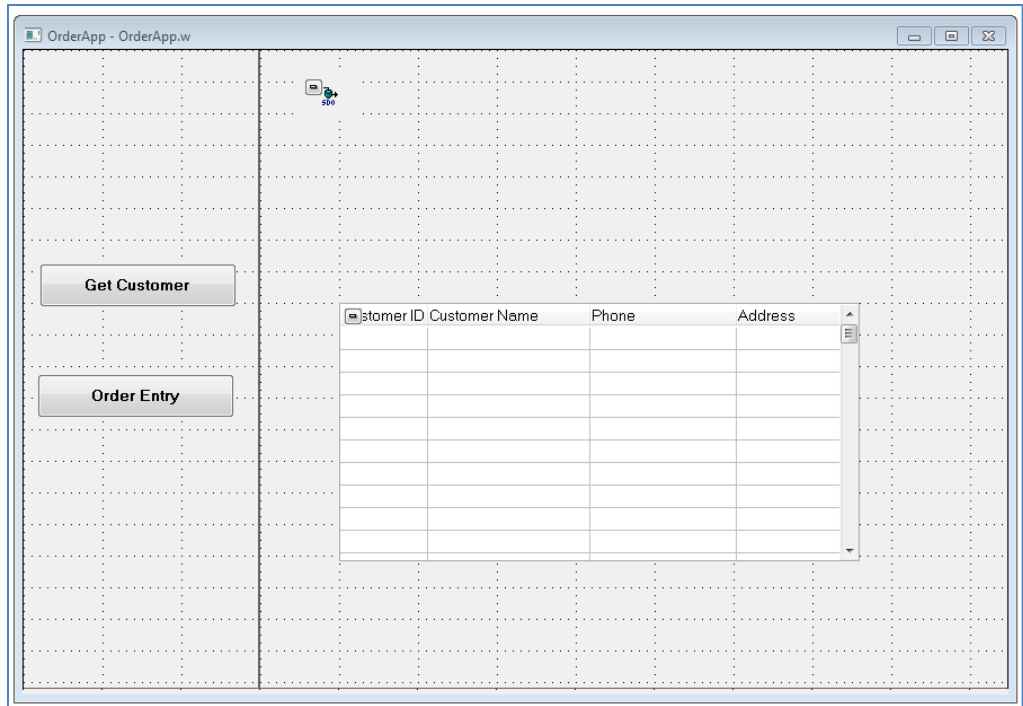 OrderApp - OrderApp.w
SDO
Get Customer
stomer ID Customer Name Phone Address
Order Entry